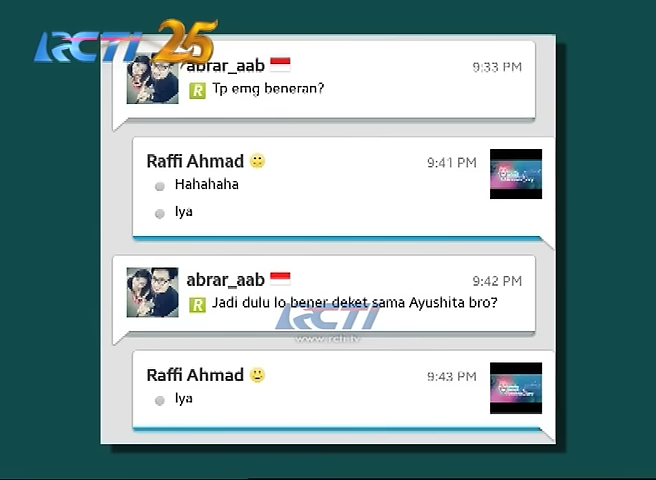 RCTI 25
abrar_aab
9:33 PM
R Tp emg beneran?
Raffi Ahmad
9:41 PM
Hahahaha
Iya
abrar_aab
9:42 PM
R Jadi dulu lo bener deket sama Ayushita bro?
RCTI
www.rcti.tv
Raffi Ahmad
9:43 PM
Iya